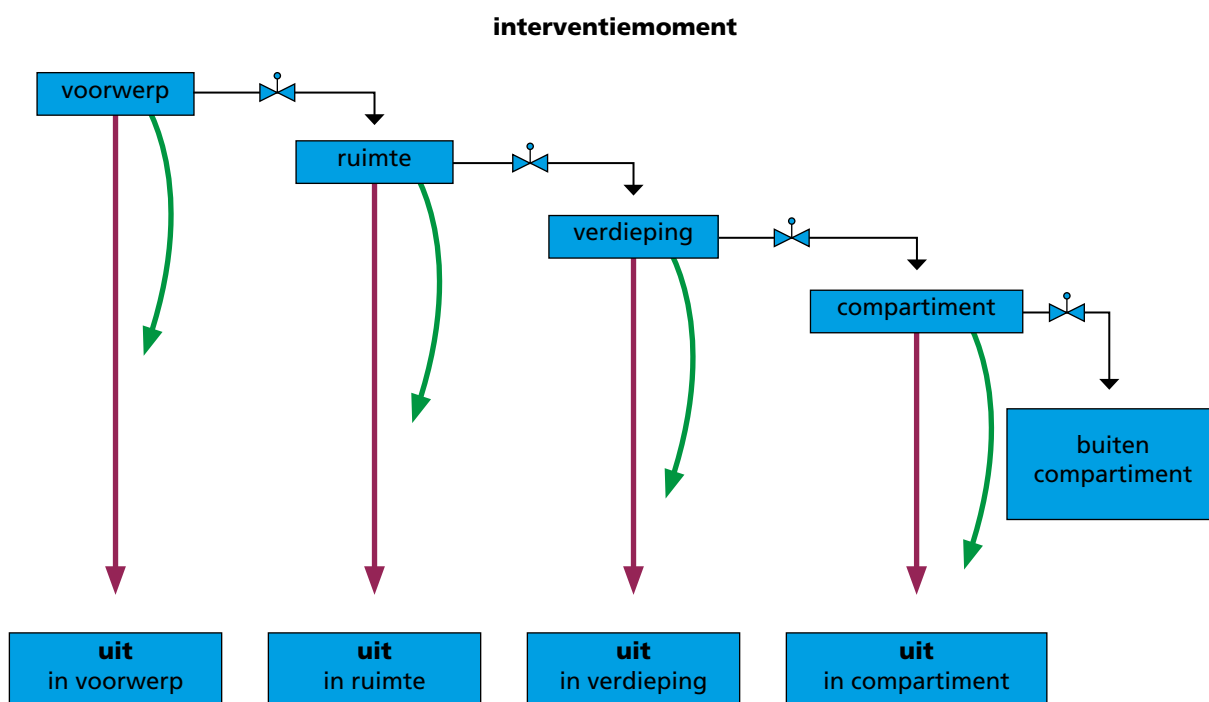 interventiemoment
voorwerp
ruimte
verdieping
compartiment
buiten
compartiment
uit
in voorwerp
uit
in ruimte
uit
in verdieping
uit
in compartiment